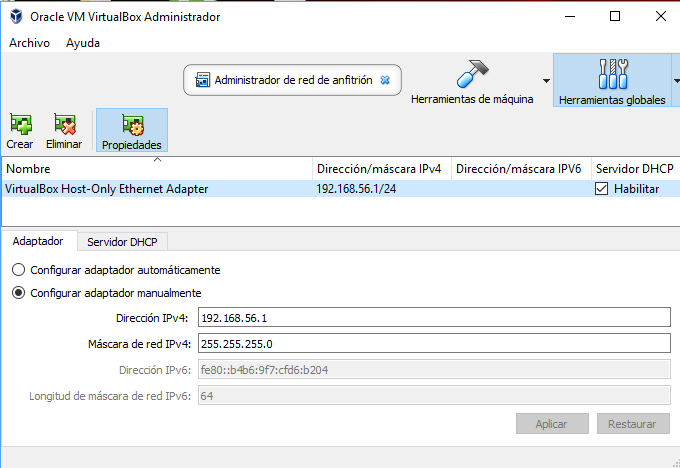 Oracle VM VirtualBox Administrador
Archivo Ayuda
Administrador de red de anfitrión
Herramientas de máquina
Herramientas globales
Crear Eliminar Propiedades
Nombre Dirección/máscara IPv4 Dirección/máscara IPV6 Servidor DHCP
VirtualBox Host-Only Ethernet Adapter 192.168.56.1/24 Habilitar
Adaptador Servidor DHCP
Configurar adaptador automáticamente
Configurar adaptador manualmente
Dirección IPv4: 192.168.56.1
Máscara de red IPv4: 255.255.255.0
Dirección IPv6: fe80::b4b6:9f7:cfd6:b204
Longitud de máscara de red IPv6: 64
Aplicar Restaurar